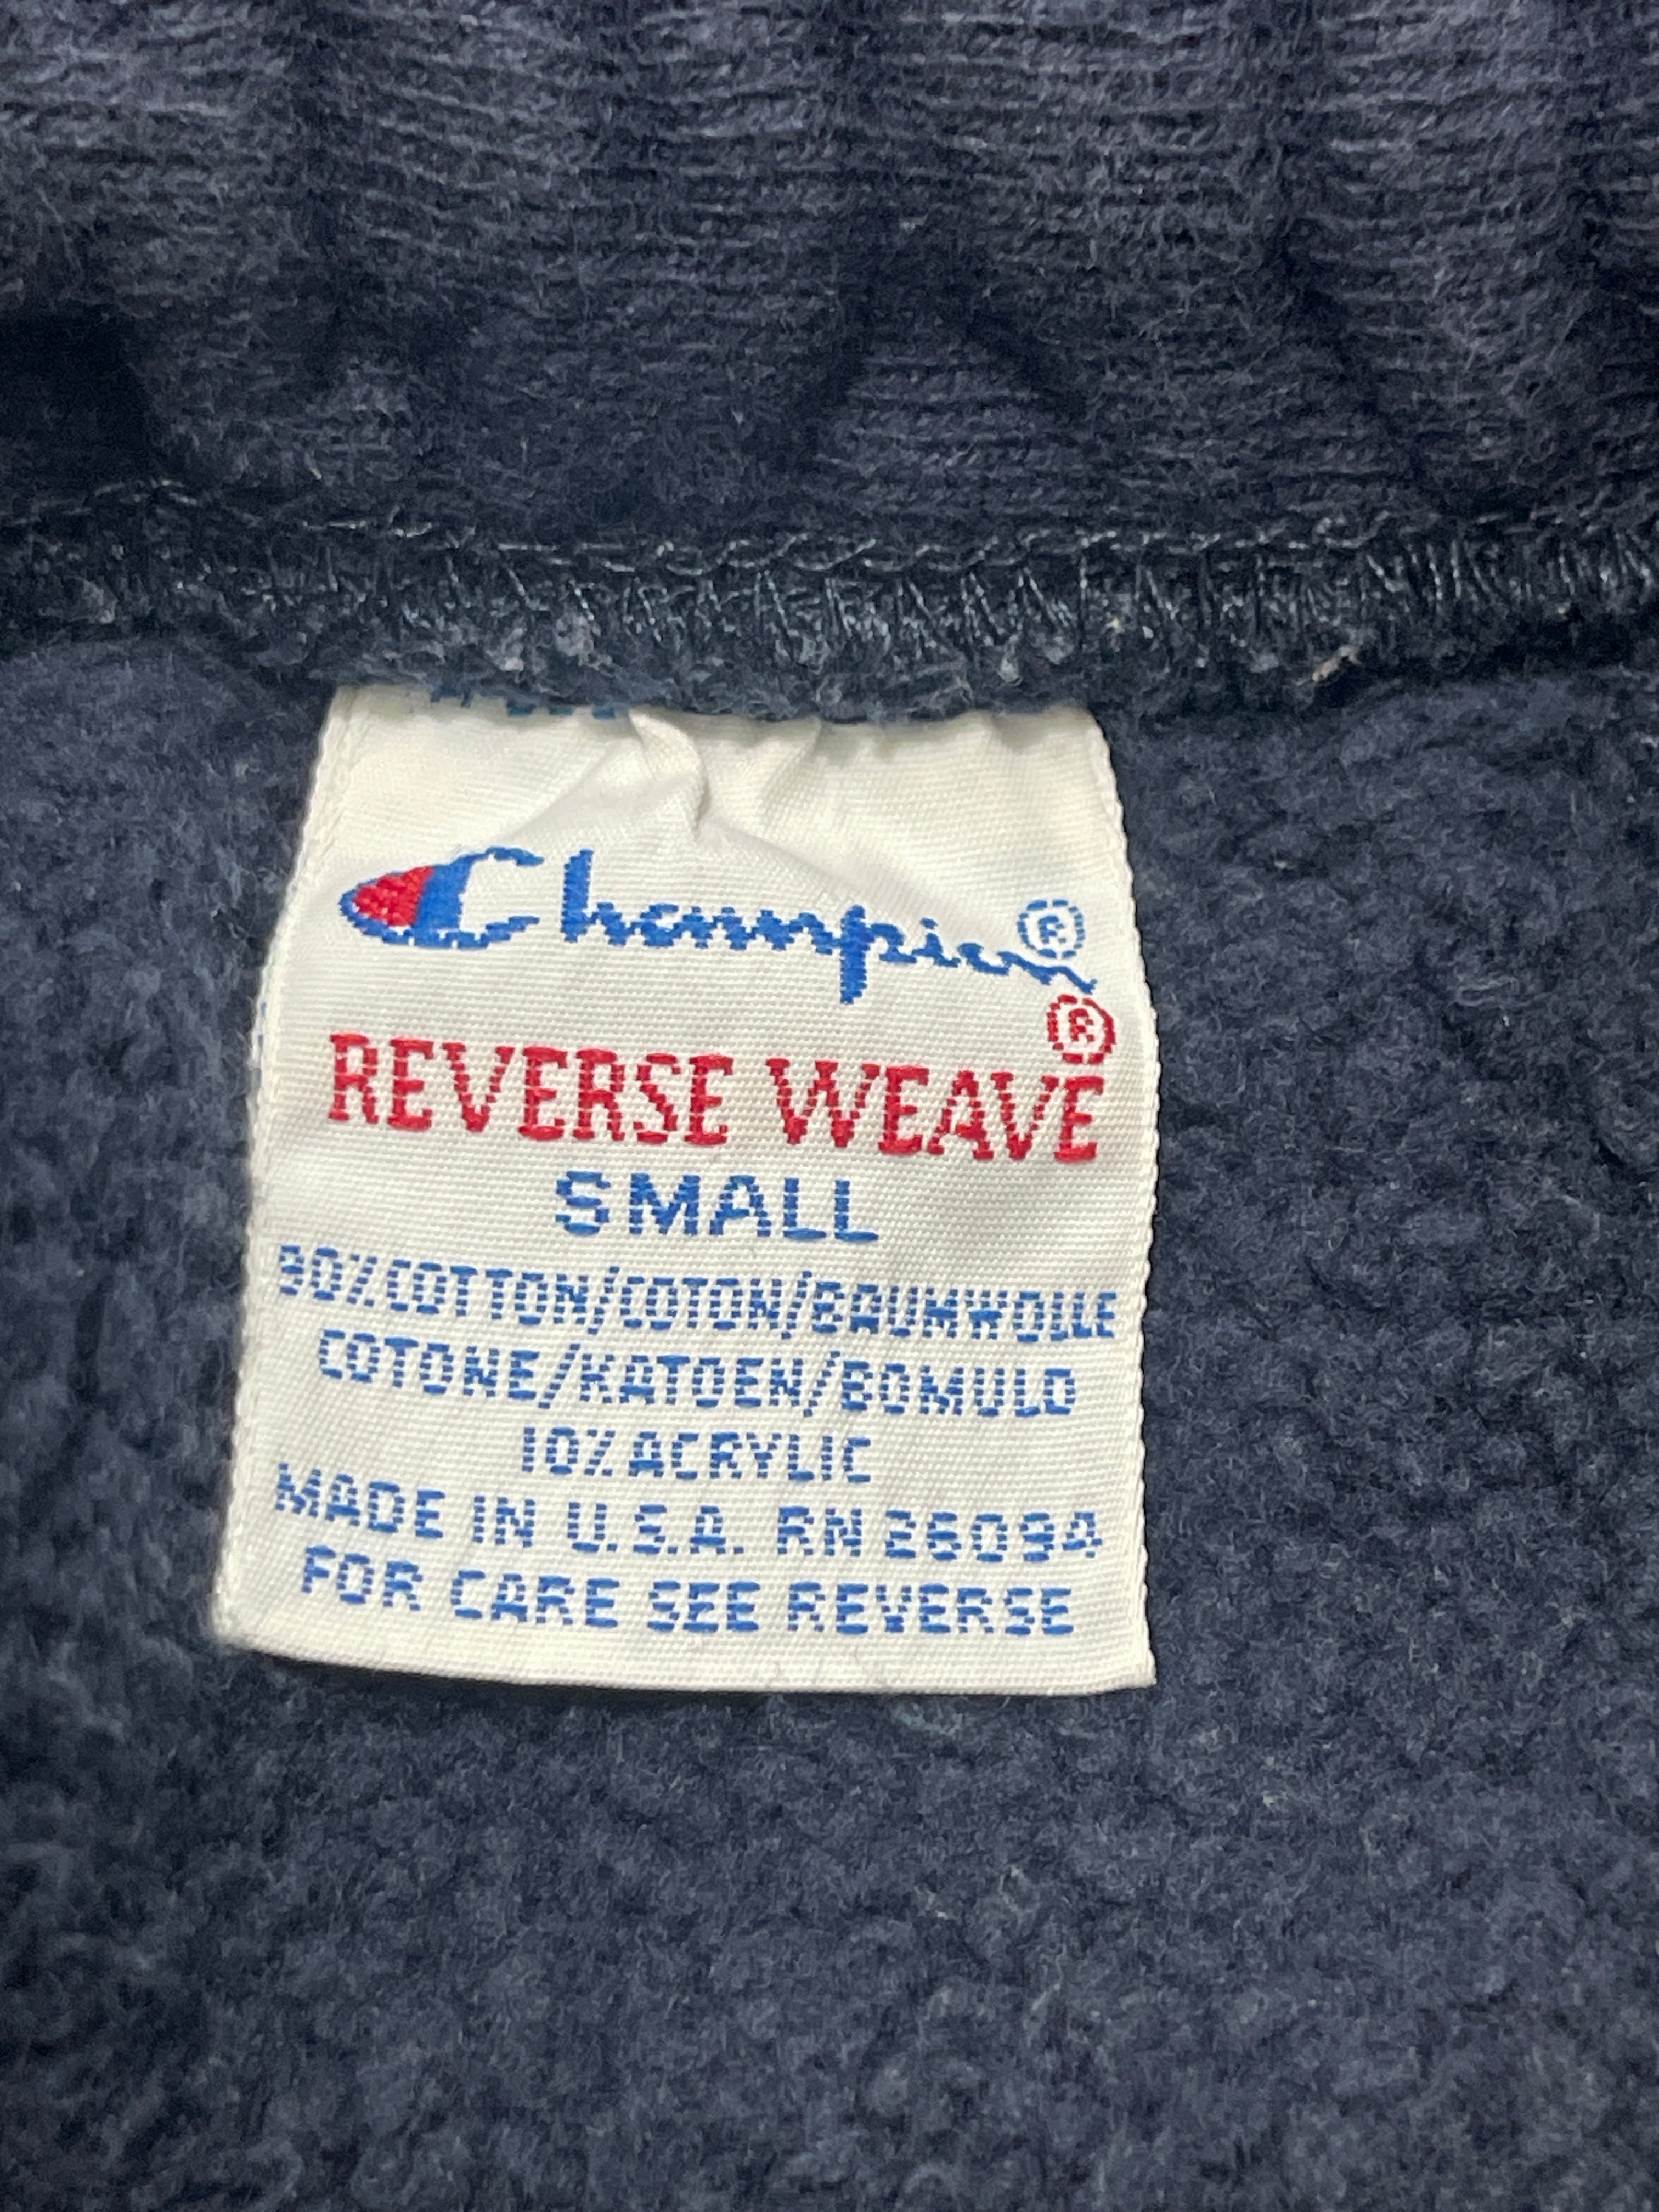 Champion®
REVERSE WEAVE®
SMALL
90% COTTON/COTON/BAUMWOLLE
COTONE/KATOEN/BOMULD
10% ACRYLIC
MADE IN U.S.A. RN 26094
FOR CARE SEE REVERSE